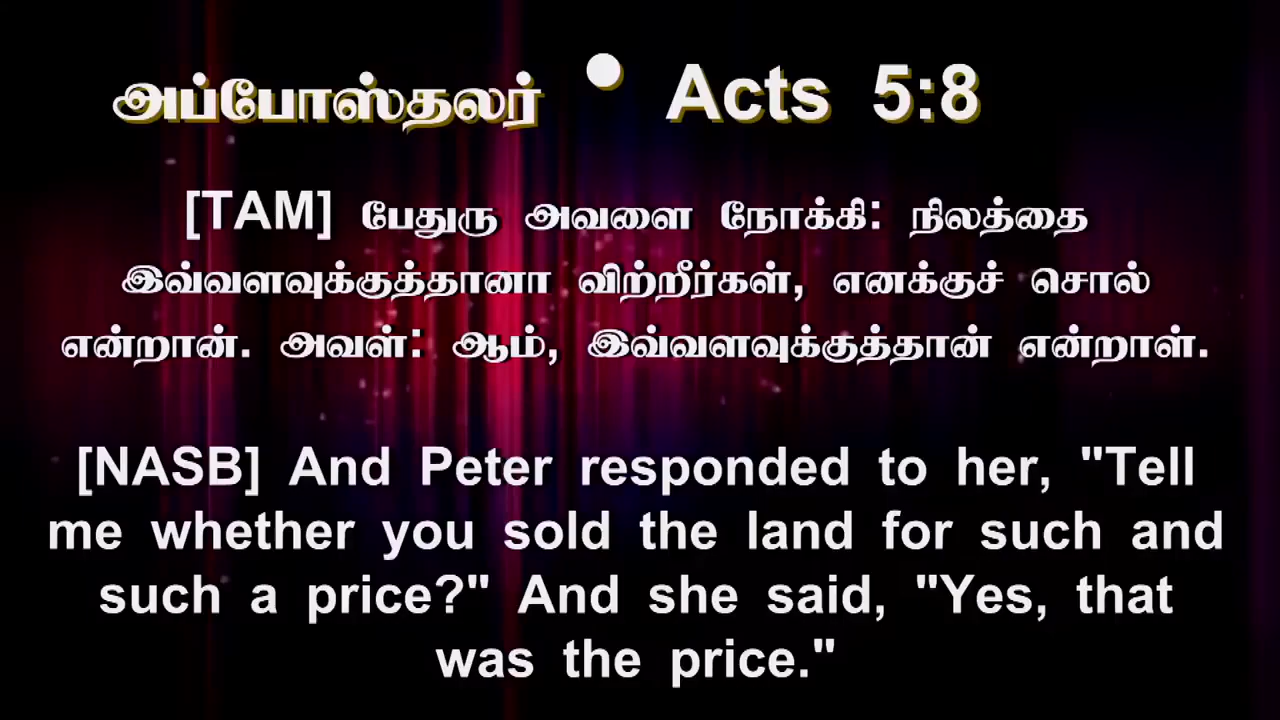 அப்போஸ்தலர் • Acts 5:8
[TAM] பேதுரு அவளை நோக்கி: நிலத்தை
இவ்வளவுக்குத்தானா விற்றீர்கள், எனக்குச் சொல்
என்றான். அவள்: ஆம், இவ்வளவுக்குத்தான் என்றாள்.
[NASB] And Peter responded to her, "Tell
me whether you sold the land for such and
such a price?" And she said, "Yes, that
was the price."